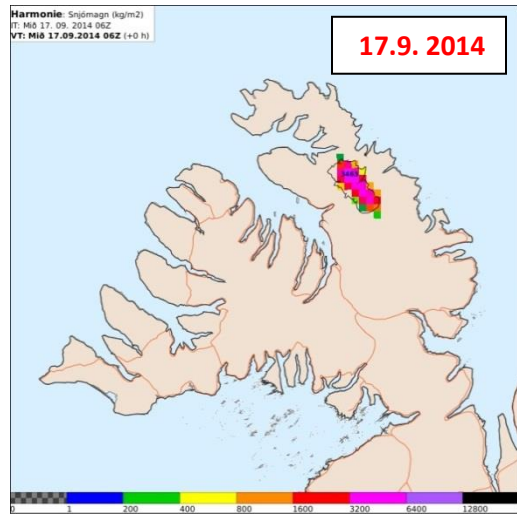 Harmonie: Snjómagn (kg/m2)
IT: Mið 17. 09. 2014 06Z
VT: Mið 17.09.2014 06Z (+0 h)
17.9. 2014
0 1 200 400 800 1600 3200 6400 12800